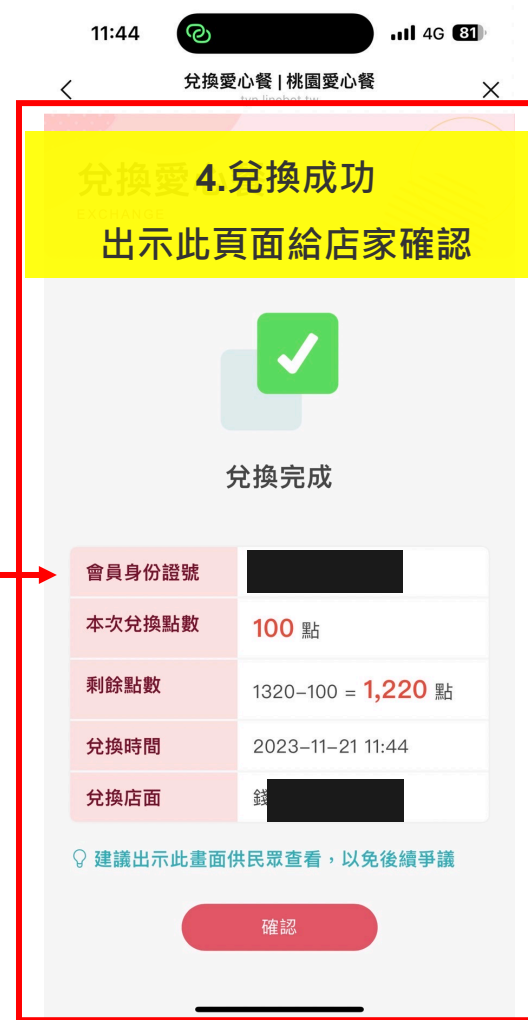 11:44
4G 81
兌換愛心餐 | 桃園愛心餐
4.兌換成功
出示此頁面給店家確認
EXCHANGE
兌換完成
會員身份證號
本次兌換點數 100 點
剩餘點數 1320-100 = 1,220 點
兌換時間 2023-11-21 11:44
兌換店面 錢
建議出示此畫面供民眾查看，以免後續爭議
確認